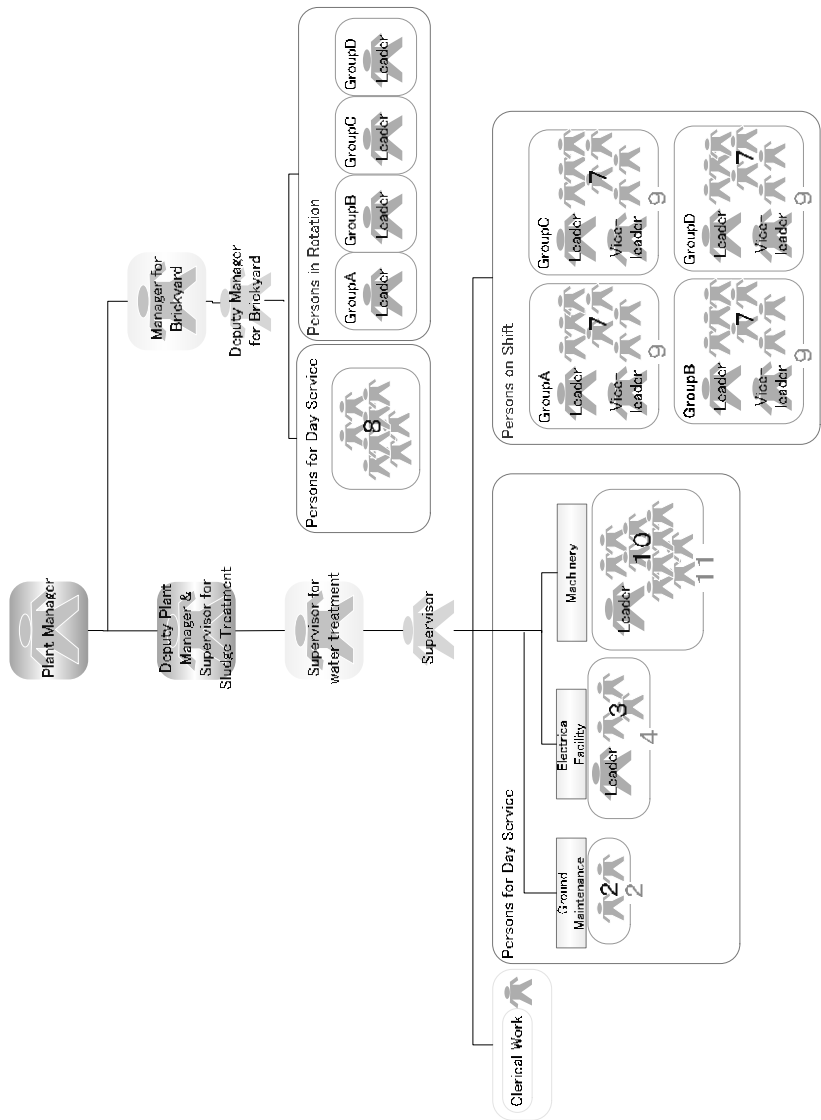 Plant Manager
Deputy Plant
Manager &
Supervisor for
Sludge Treatment
Supervisor for
water treatment
Supervisor
Manager for
Brickyard
Deputy Manager
for Brickyard
Persons for Day Service
8
Persons in Rotation
GroupA
Leader
GroupB
Leader
GroupC
Leader
GroupD
Leader
Clerical Work
Persons for Day Service
Ground
Maintenance
2
2
Electrica
Facility
Leader
3
4
Machinery
Leader
10
11
Persons on Shift
GroupA
Leader
Vice-
leader
7
9
GroupC
Leader
Vice-
leader
7
9
GroupB
Leader
Vice-
leader
7
9
GroupD
Leader
Vice-
leader
7
9